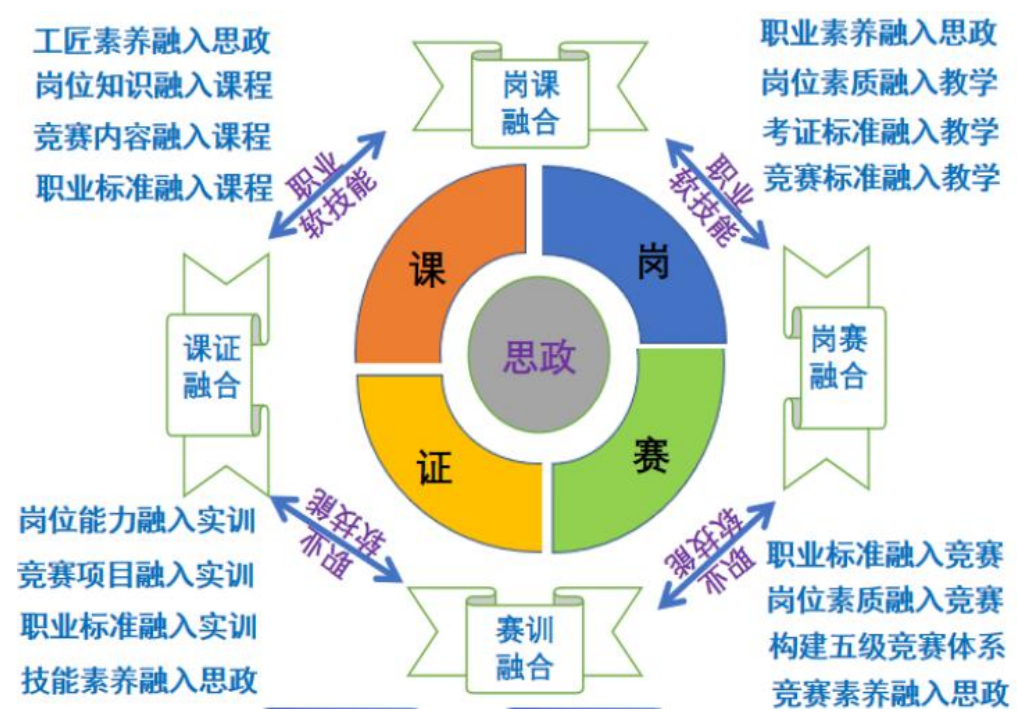 工匠素养融入思政
岗位知识融入课程
竞赛内容融入课程
职业标准融入课程
岗课
融合
职业素养融入思政
岗位素质融入教学
考证标准融入教学
竞赛标准融入教学
职业
软技能
职业
软技能
课
岗
思政
证
赛
课证
融合
岗赛
融合
职业
软技能
职业
软技能
岗位能力融入实训
竞赛项目融入实训
职业标准融入实训
技能素养融入思政
赛训
融合
职业标准融入竞赛
岗位素质融入竞赛
构建五级竞赛体系
竞赛素养融入思政